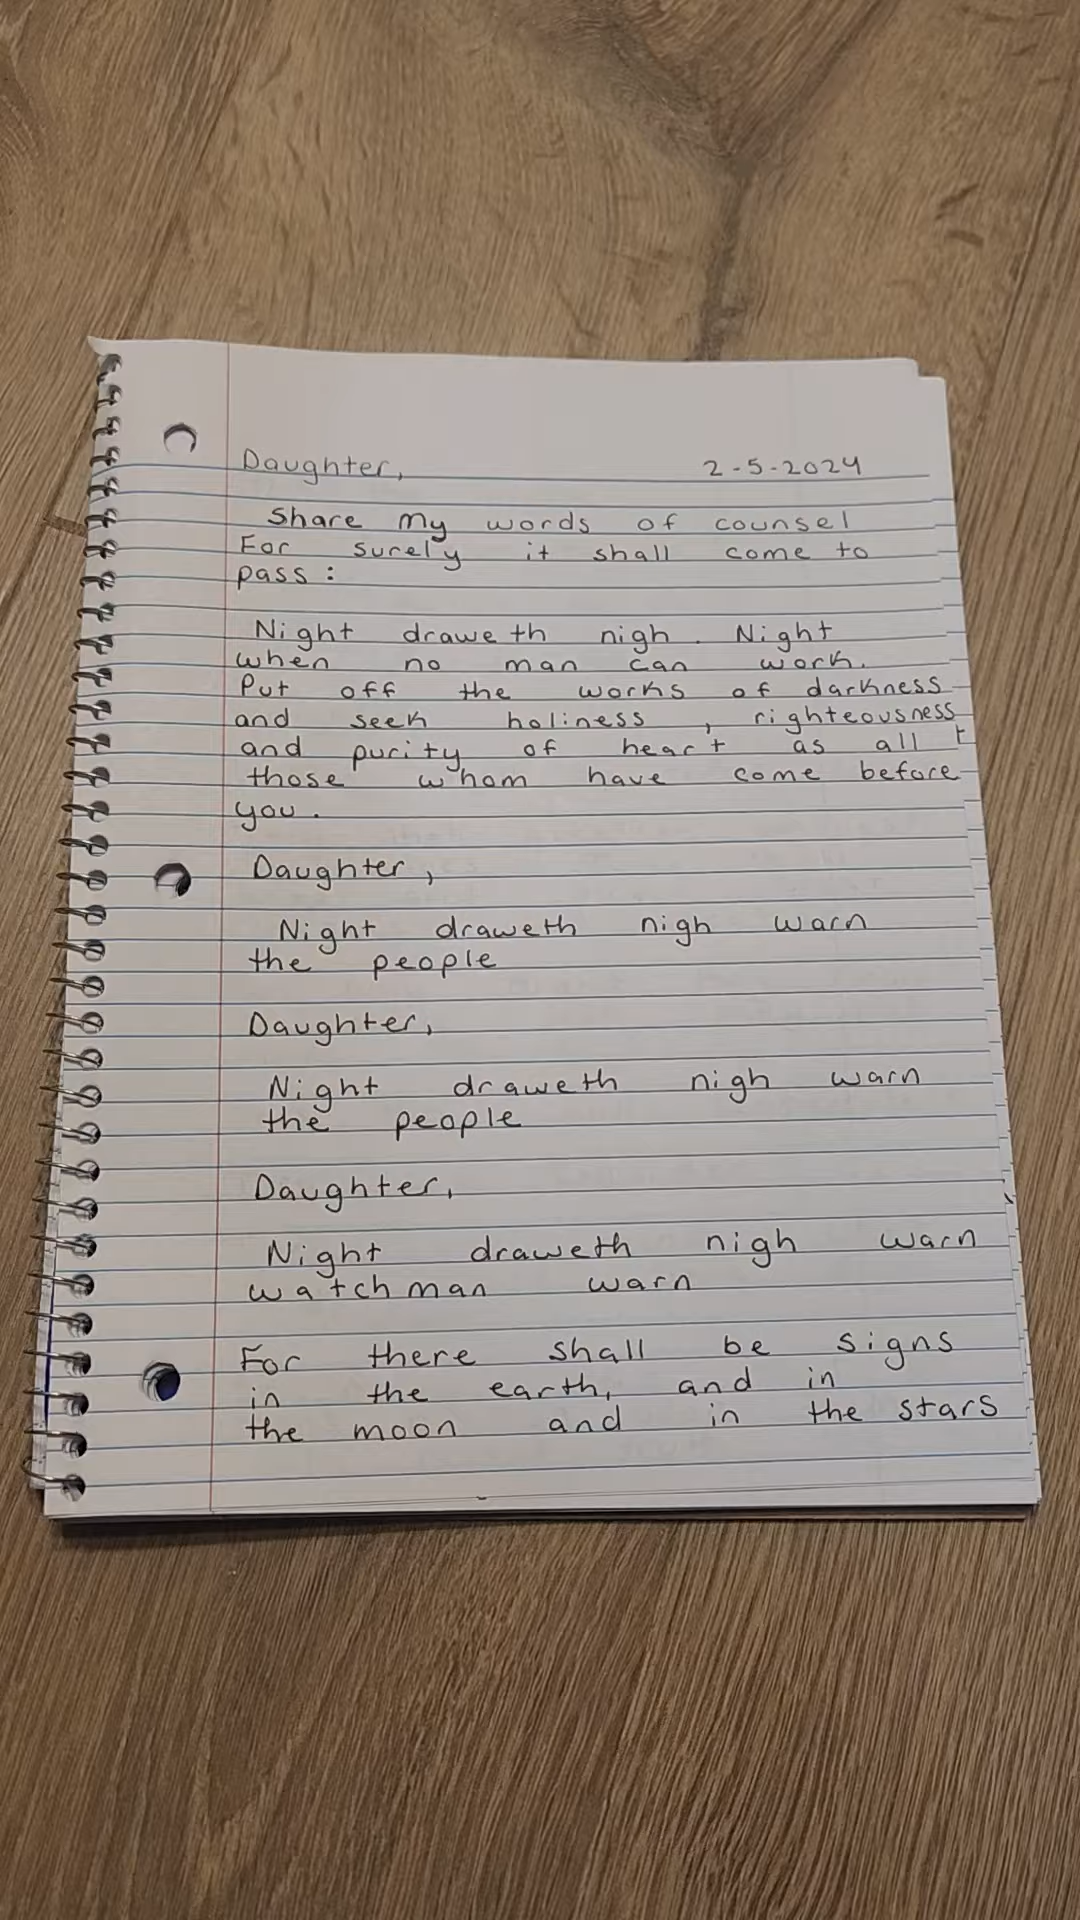 Daughter, 2-5-2024
Share my words of counsel
For surely it shall come to
pass:
Night draweth nigh. Night
when no man can work.
Put off the works of darkness
and seek holiness, righteousness
and purity of heart as all t
those whom have come before
you.
Daughter,
Night draweth nigh warn
the people
Daughter,
Night draweth nigh warn
the people
Daughter,
Night draweth nigh warn
watchman warn
For there shall be signs
in the earth, and in
the moon and in the stars